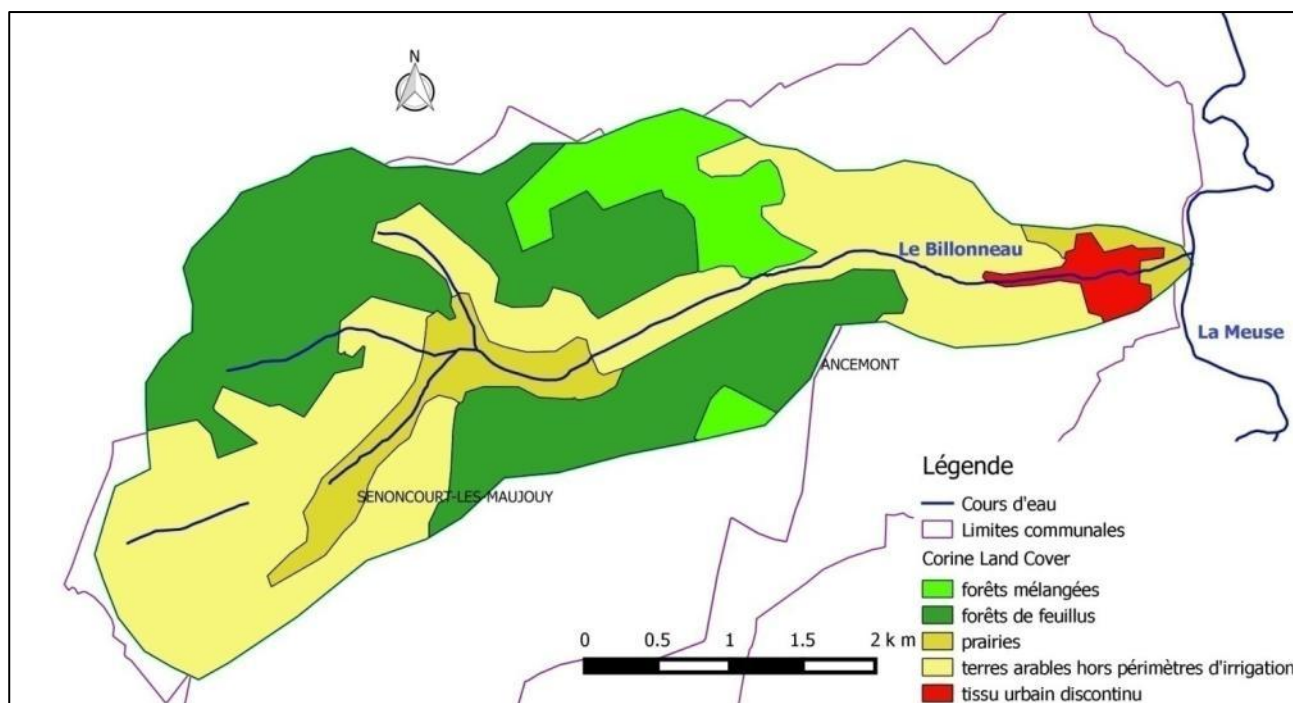 N
Le Billonneau
La Meuse
ANCEMONT
SENONCOURT-LES-MAUJOUY
Légende
Cours d'eau
Limites communales
Corine Land Cover
forêts mélangées
forêts de feuillus
prairies
terres arables hors périmètres d'irrigation
tissu urbain discontinu
0 0.5 1 1.5 2 km